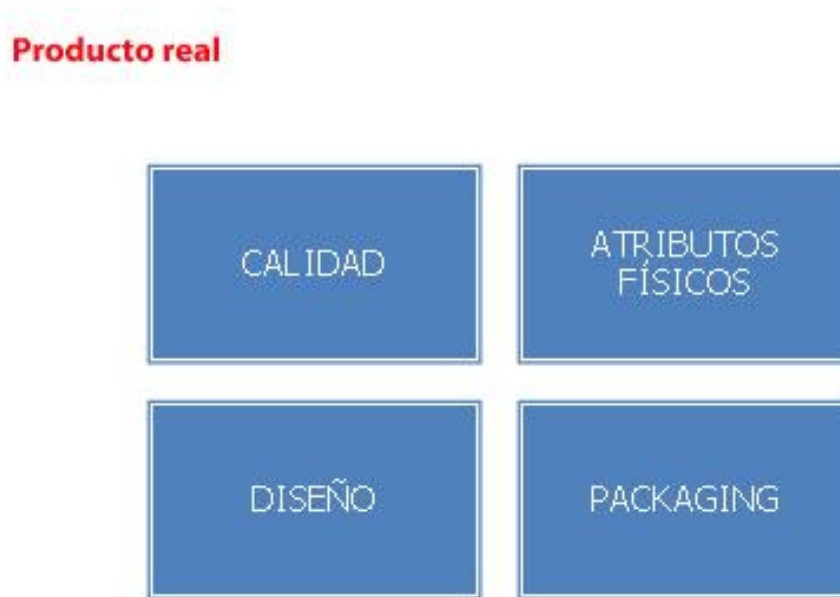 Producto real
CALIDAD
ATRIBUTOS
FÍSICOS
DISEÑO
PACKAGING